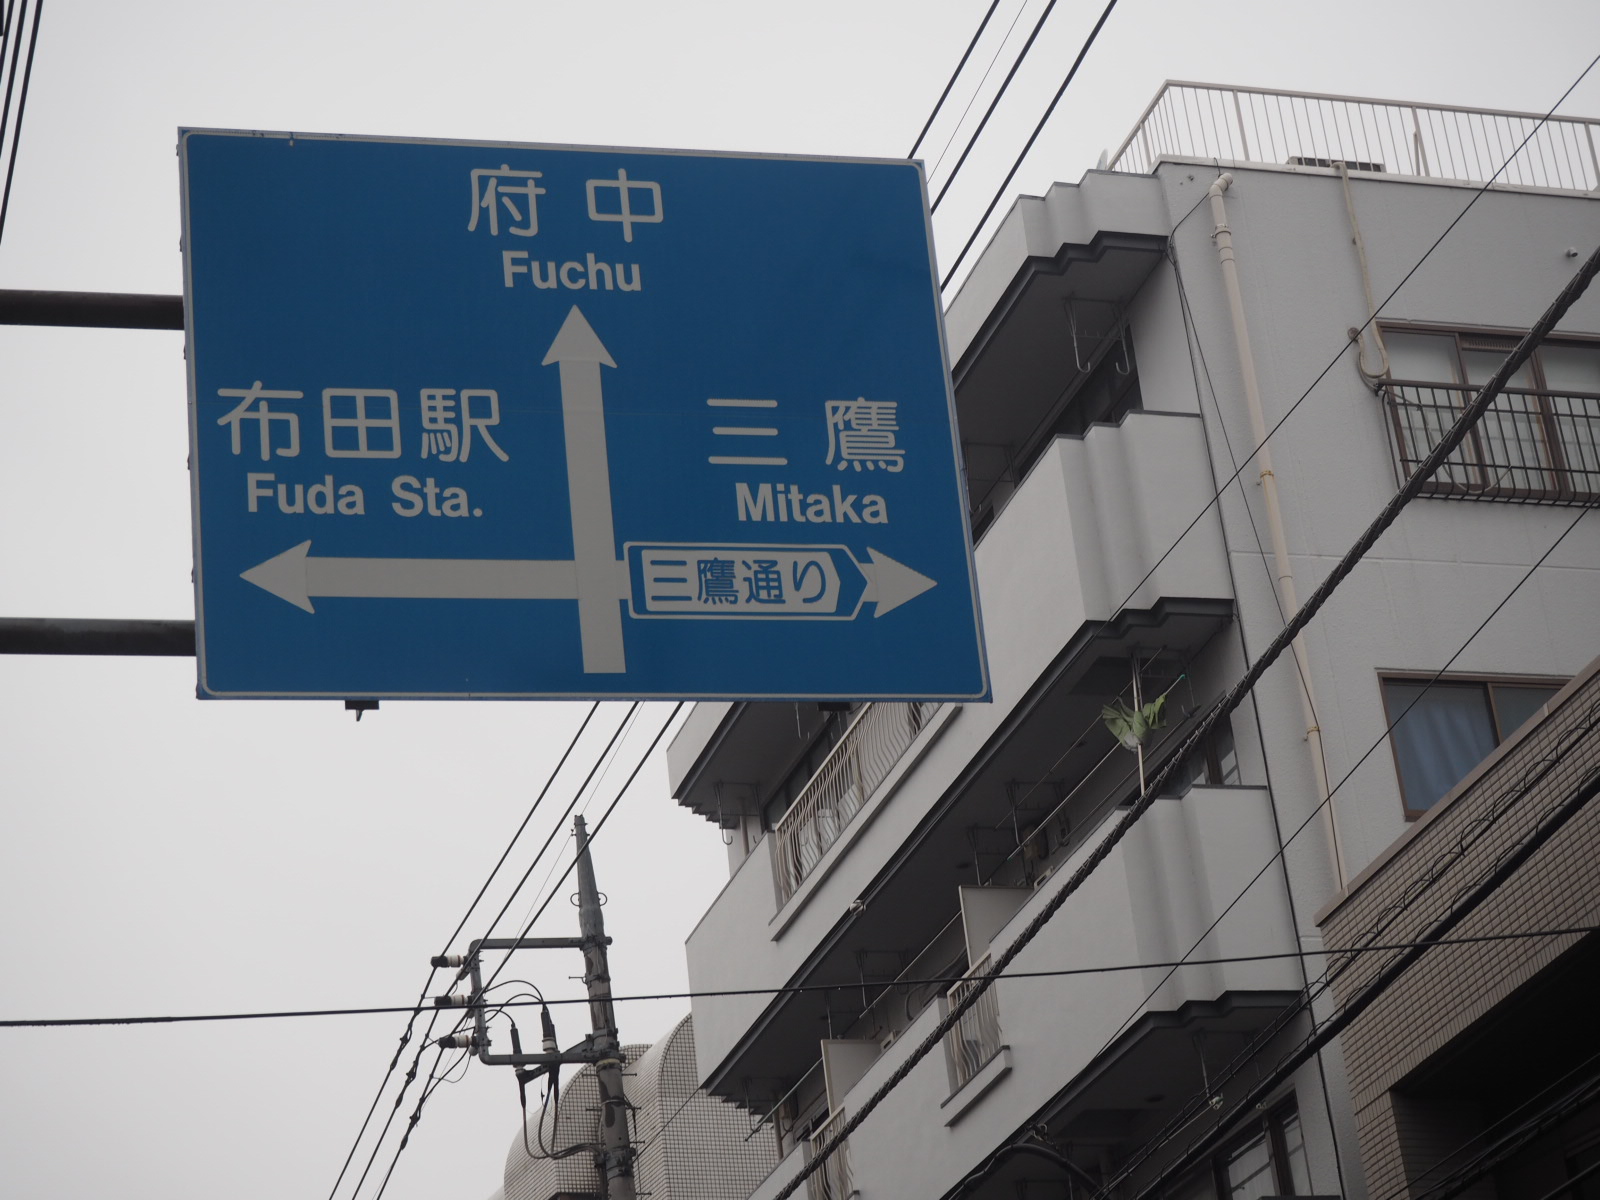 府中
Fuchu
布田駅
Fuda Sta.
三鷹
Mitaka
三鷹通り